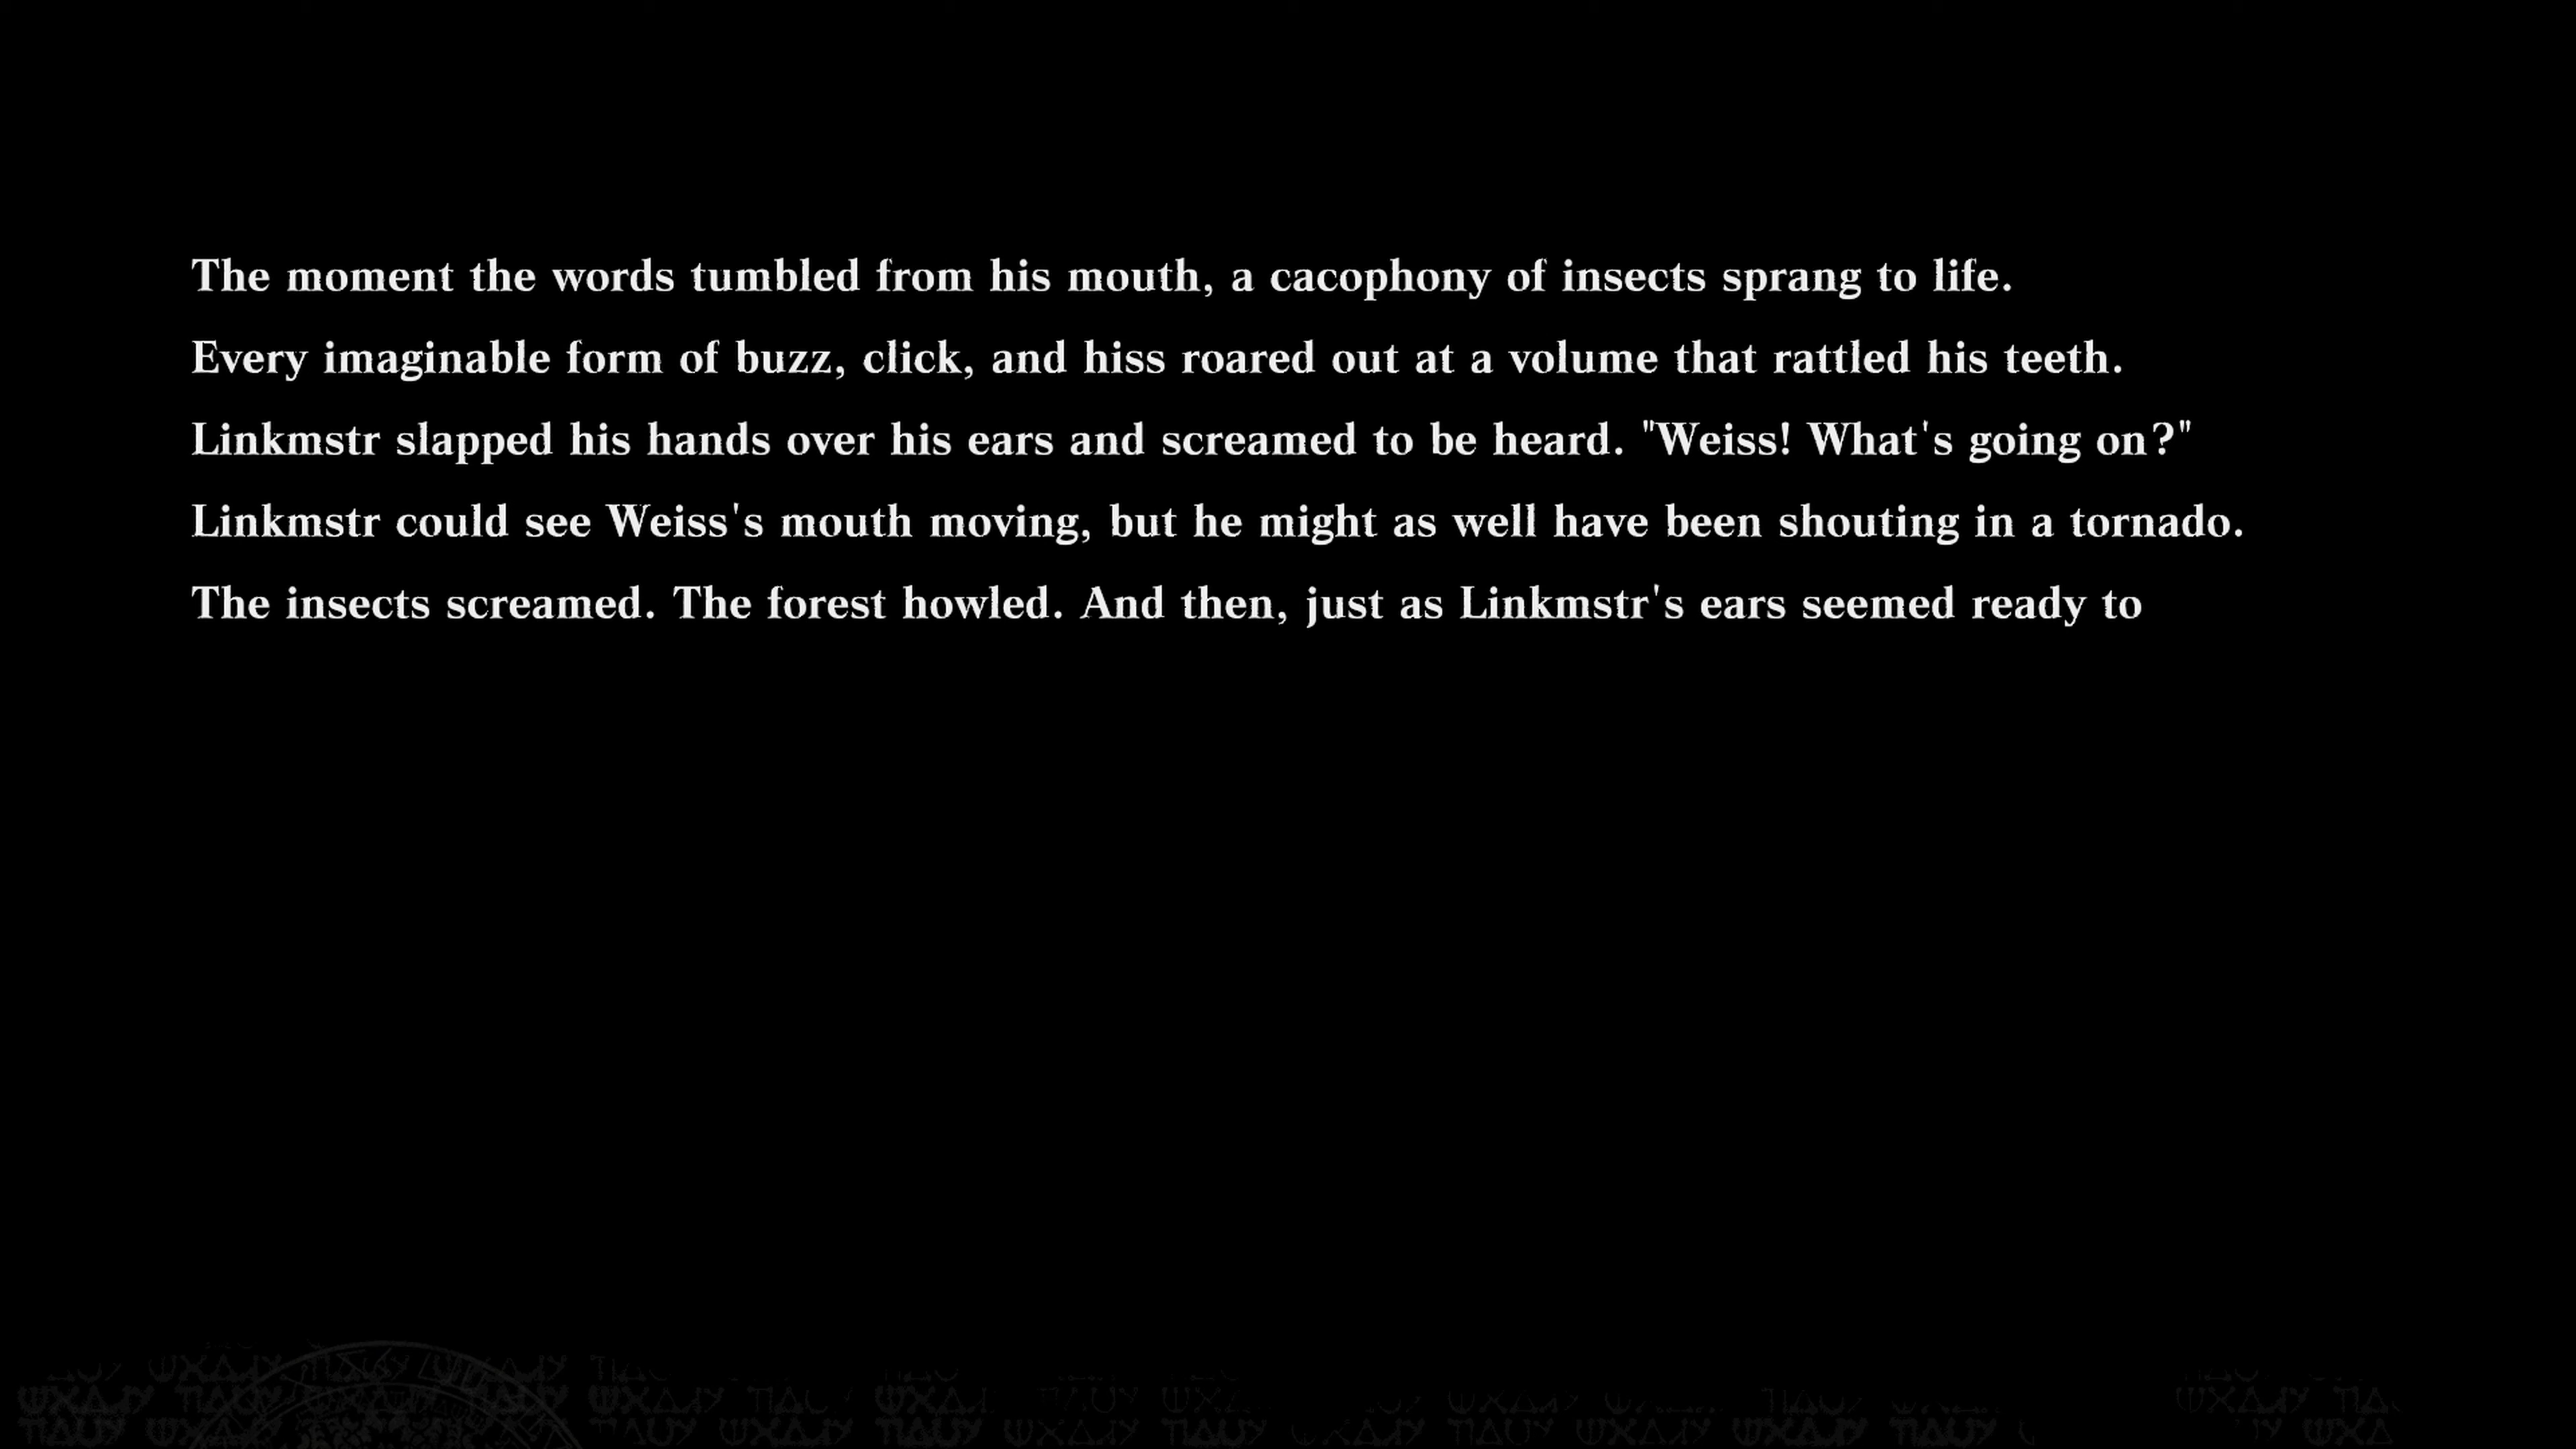 The moment the words tumbled from his mouth, a cacophony of insects sprang to life.
Every imaginable form of buzz, click, and hiss roared out at a volume that rattled his teeth.
Linkmstr slapped his hands over his ears and screamed to be heard. "Weiss! What's going on?"
Linkmstr could see Weiss's mouth moving, but he might as well have been shouting in a tornado.
The insects screamed. The forest howled. And then, just as Linkmstr's ears seemed ready to